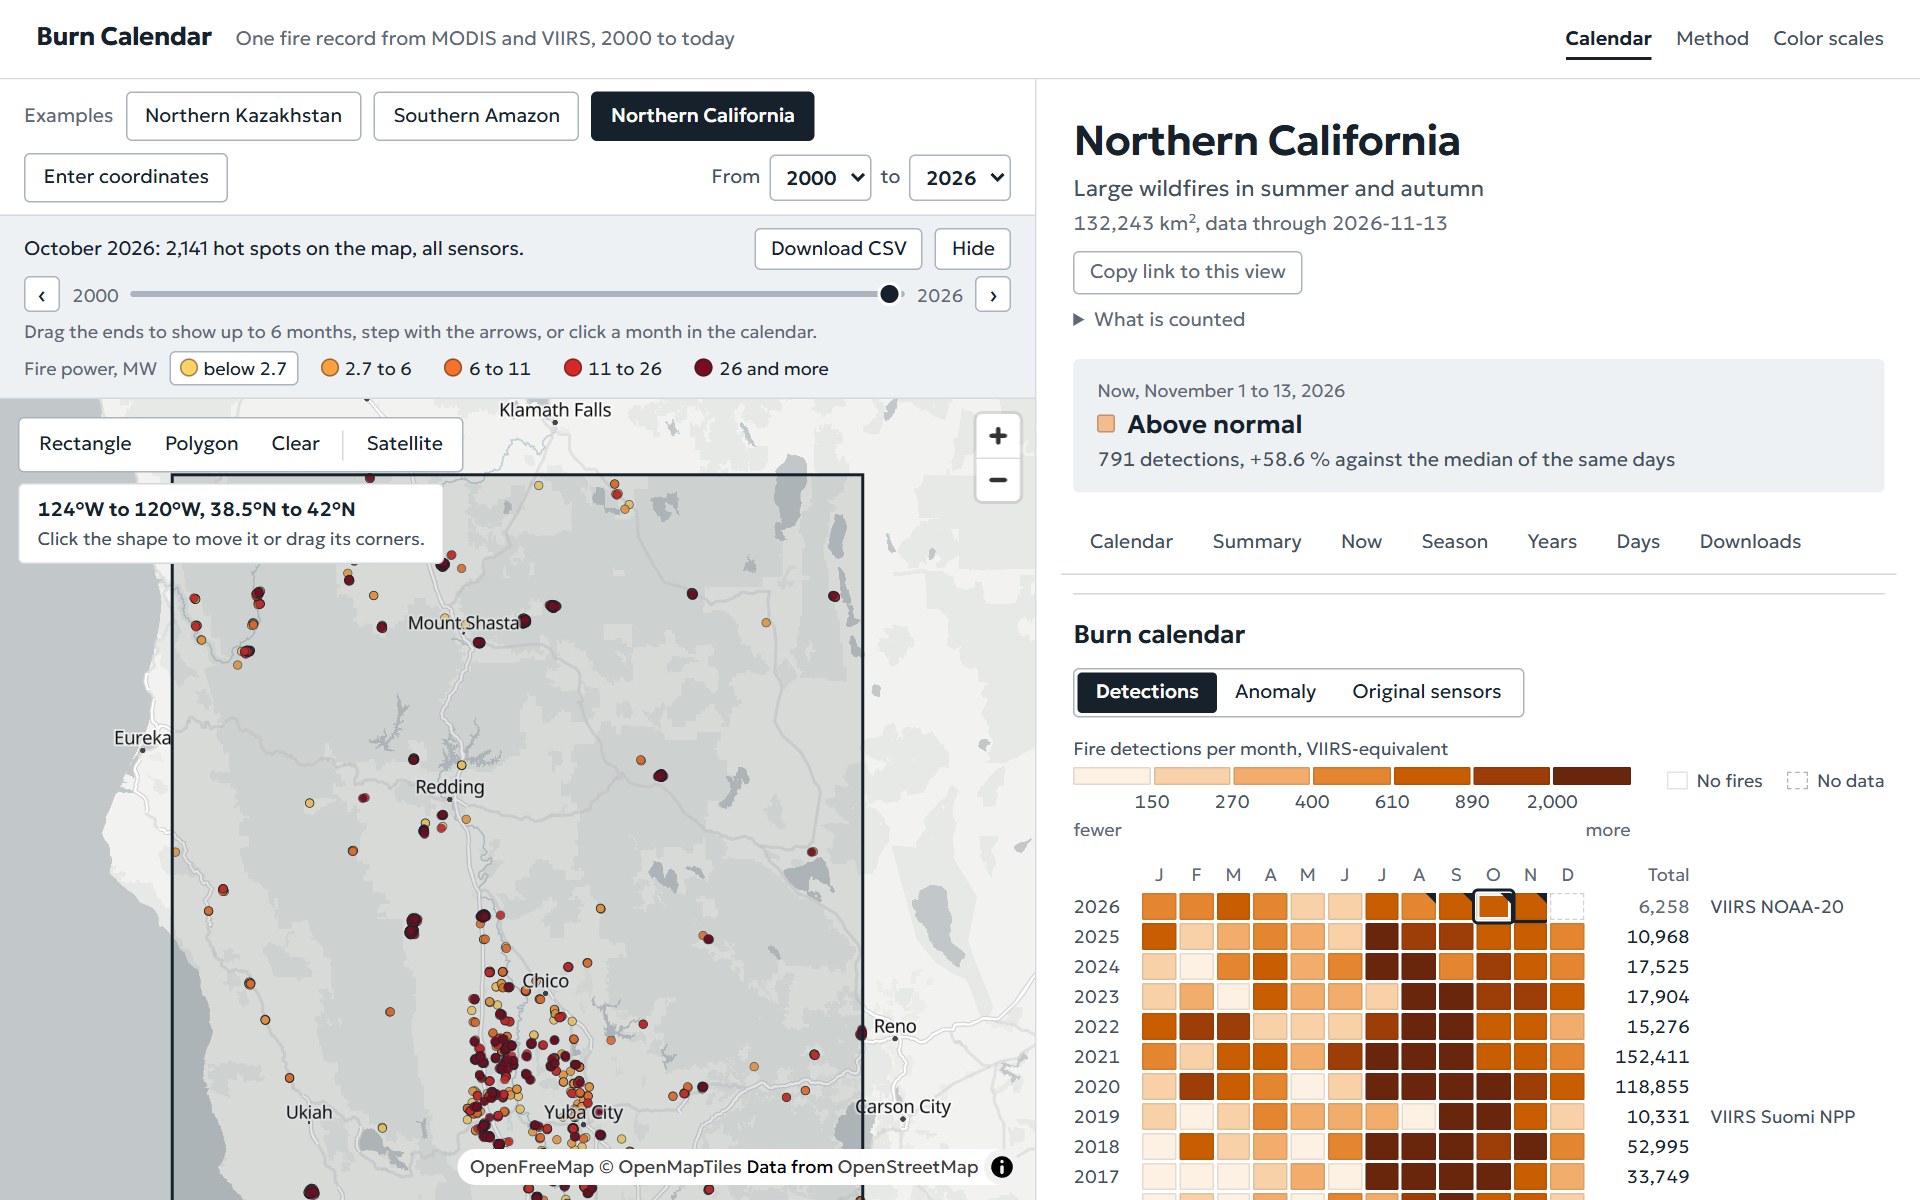 Burn Calendar One fire record from MODIS and VIIRS, 2000 to today
Calendar Method Color scales
Examples Northern Kazakhstan Southern Amazon Northern California
Enter coordinates From 2000 to 2026
October 2026: 2,141 hot spots on the map, all sensors. Download CSV Hide
‹ 2000 2026 ›
Drag the ends to show up to 6 months, step with the arrows, or click a month in the calendar.
Fire power, MW below 2.7 2.7 to 6 6 to 11 11 to 26 26 and more
Rectangle Polygon Clear Satellite
+
−
124°W to 120°W, 38.5°N to 42°N
Click the shape to move it or drag its corners.
Klamath Falls
Mount Shasta
Eureka
Redding
Chico
Reno
Ukiah
Yuba City
Carson City
OpenFreeMap © OpenMapTiles Data from OpenStreetMap
Northern California
Large wildfires in summer and autumn
132,243 km², data through 2026-11-13
Copy link to this view
What is counted
Now, November 1 to 13, 2026
Above normal
791 detections, +58.6 % against the median of the same days
Calendar Summary Now Season Years Days Downloads
Burn calendar
Detections Anomaly Original sensors
Fire detections per month, VIIRS-equivalent
150 270 400 610 890 2,000
fewer more
No fires No data
J F M A M J J A S O N D Total
2026 6,258 VIIRS NOAA-20
2025 10,968
2024 17,525
2023 17,904
2022 15,276
2021 152,411
2020 118,855
2019 10,331 VIIRS Suomi NPP
2018 52,995
2017 33,749